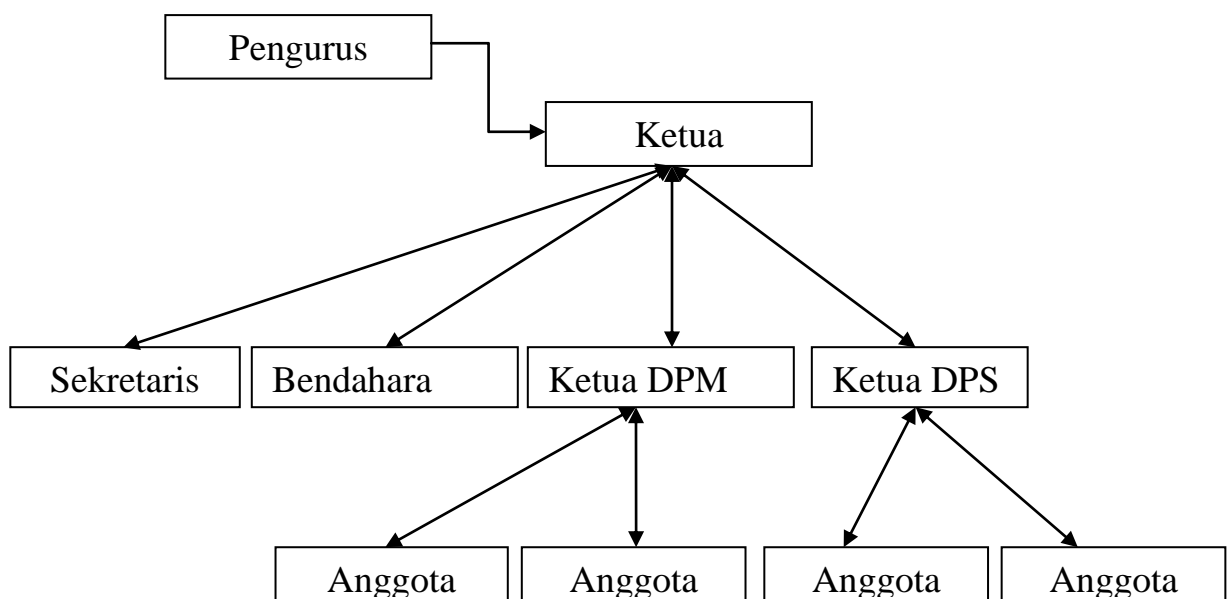 Pengurus
Ketua
Sekretaris
Bendahara
Ketua DPM
Ketua DPS
Anggota
Anggota
Anggota
Anggota